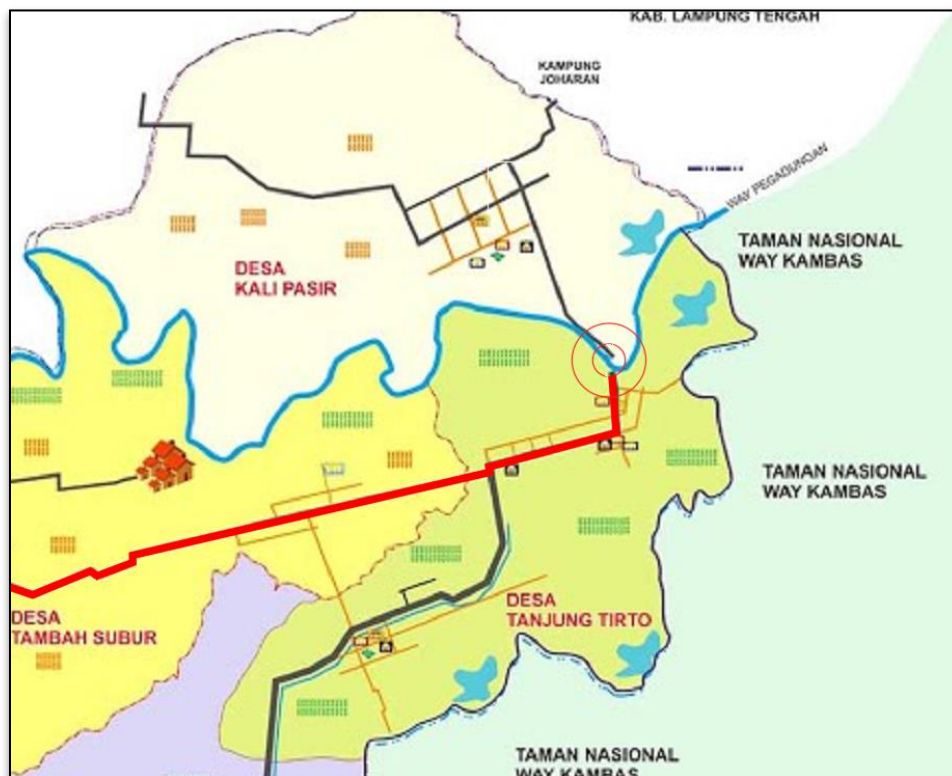 KAB. LAMPUNG TENGAH
KAMPUNG
JOHARAN
WAY PEGADUNGAN
TAMAN NASIONAL
WAY KAMBAS
DESA
KALI PASIR
TAMAN NASIONAL
WAY KAMBAS
DESA
TAMBAH SUBUR
DESA
TANJUNG TIRTO
TAMAN NASIONAL
WAY KAMBAS